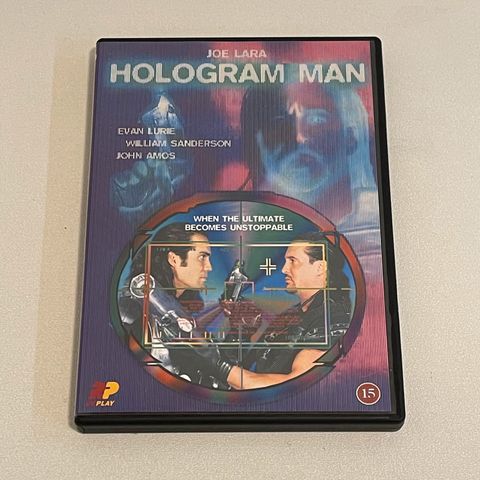 JOE LARA
HOLOGRAM MAN
EVAN LURIE
WILLIAM SANDERSON
JOHN AMOS
WHEN THE ULTIMATE
BECOMES UNSTOPPABLE
PLAY
15